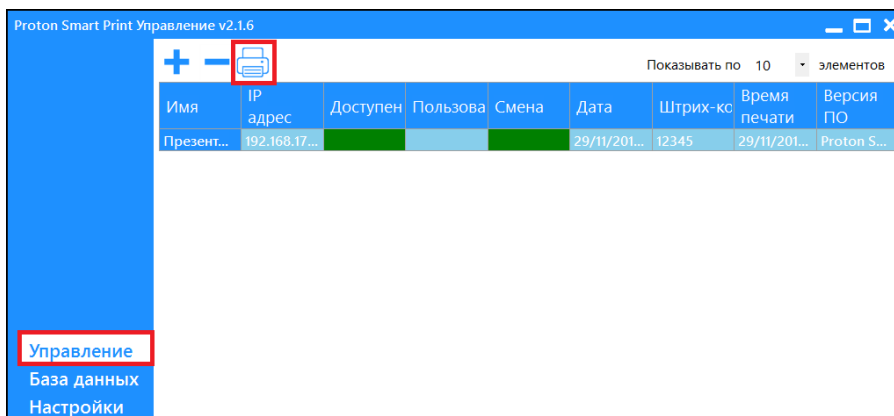 Proton Smart Print Управление v2.1.6
Показывать по 10 элементов
Имя IP адрес Доступен Пользова Смена Дата Штрих-ко Время печати Версия ПО
Презент... 192.168.17... 29/11/201... 12345 29/11/201... Proton S...
Управление
База данных
Настройки